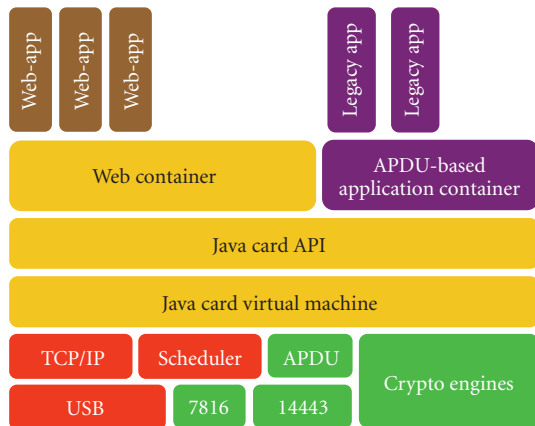 Web-app
Web-app
Web-app
Legacy app
Legacy app
Web container
APDU-based
application container
Java card API
Java card virtual machine
TCP/IP
Scheduler
APDU
Crypto engines
USB
7816
14443